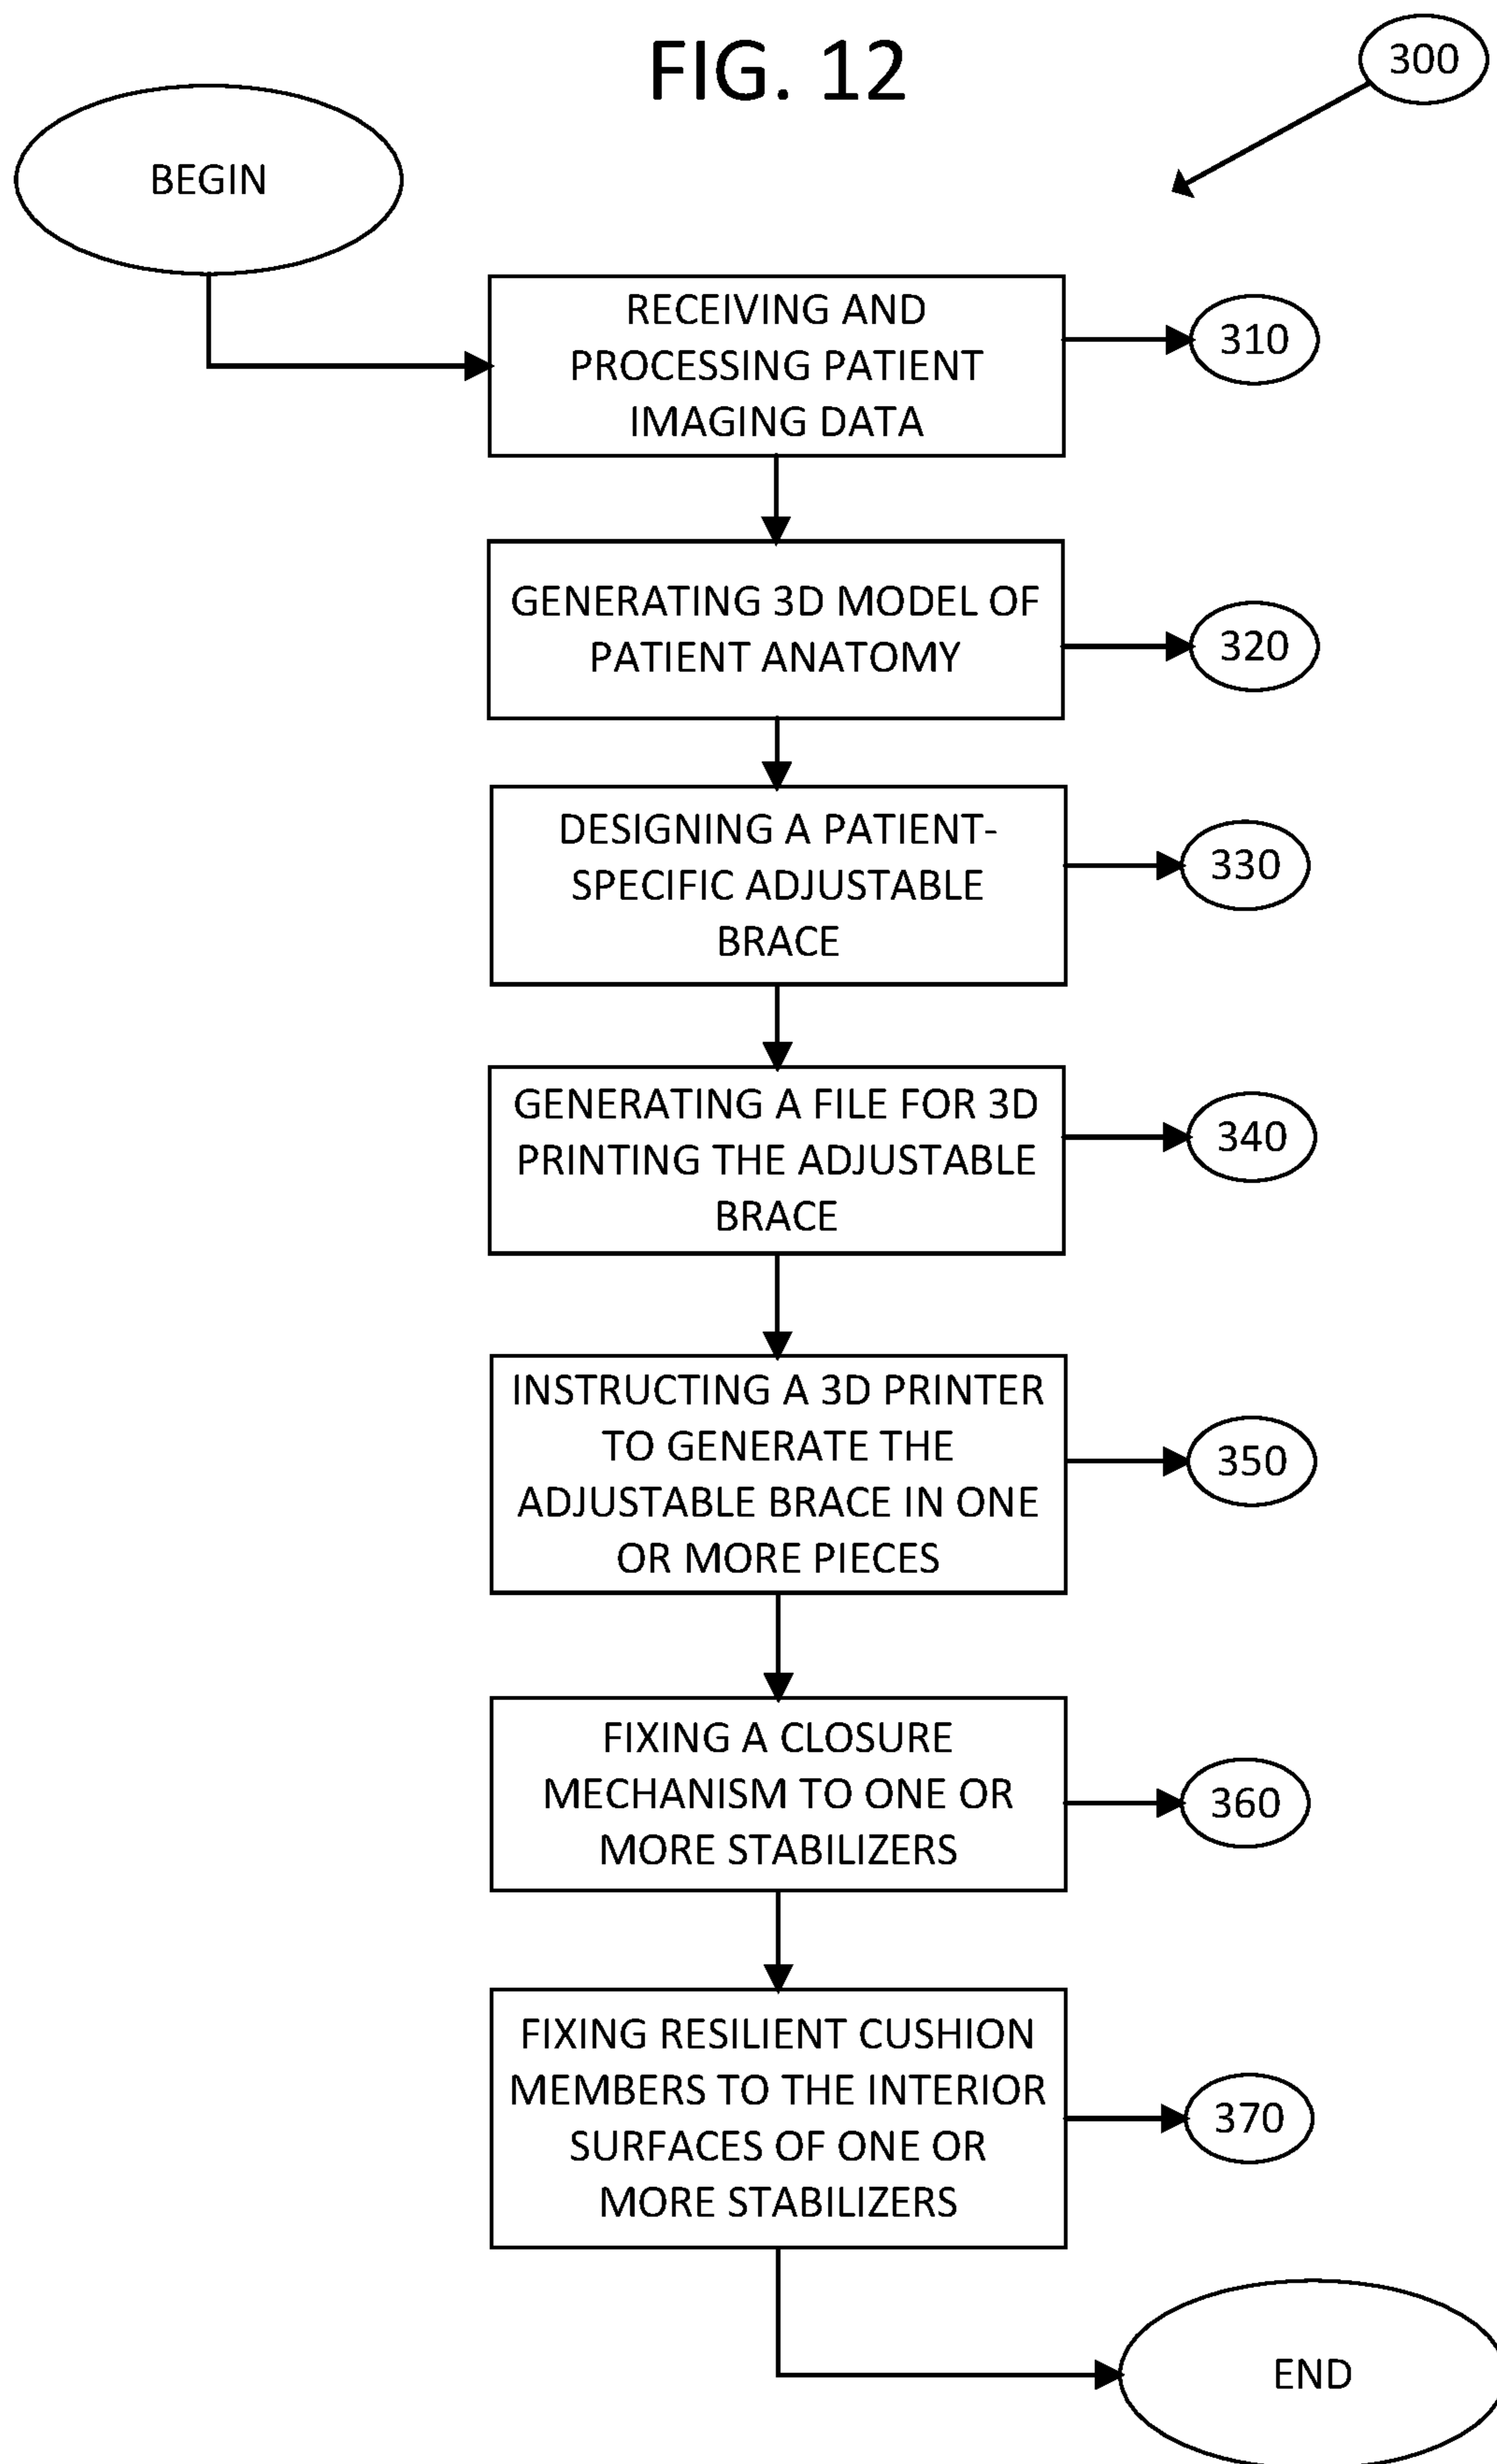 FIG. 12
300
BEGIN
RECEIVING AND
PROCESSING PATIENT
IMAGING DATA
310
GENERATING 3D MODEL OF
PATIENT ANATOMY
320
DESIGNING A PATIENT-
SPECIFIC ADJUSTABLE
BRACE
330
GENERATING A FILE FOR 3D
PRINTING THE ADJUSTABLE
BRACE
340
INSTRUCTING A 3D PRINTER
TO GENERATE THE
ADJUSTABLE BRACE IN ONE
OR MORE PIECES
350
FIXING A CLOSURE
MECHANISM TO ONE OR
MORE STABILIZERS
360
FIXING RESILIENT CUSHION
MEMBERS TO THE INTERIOR
SURFACES OF ONE OR
MORE STABILIZERS
370
END